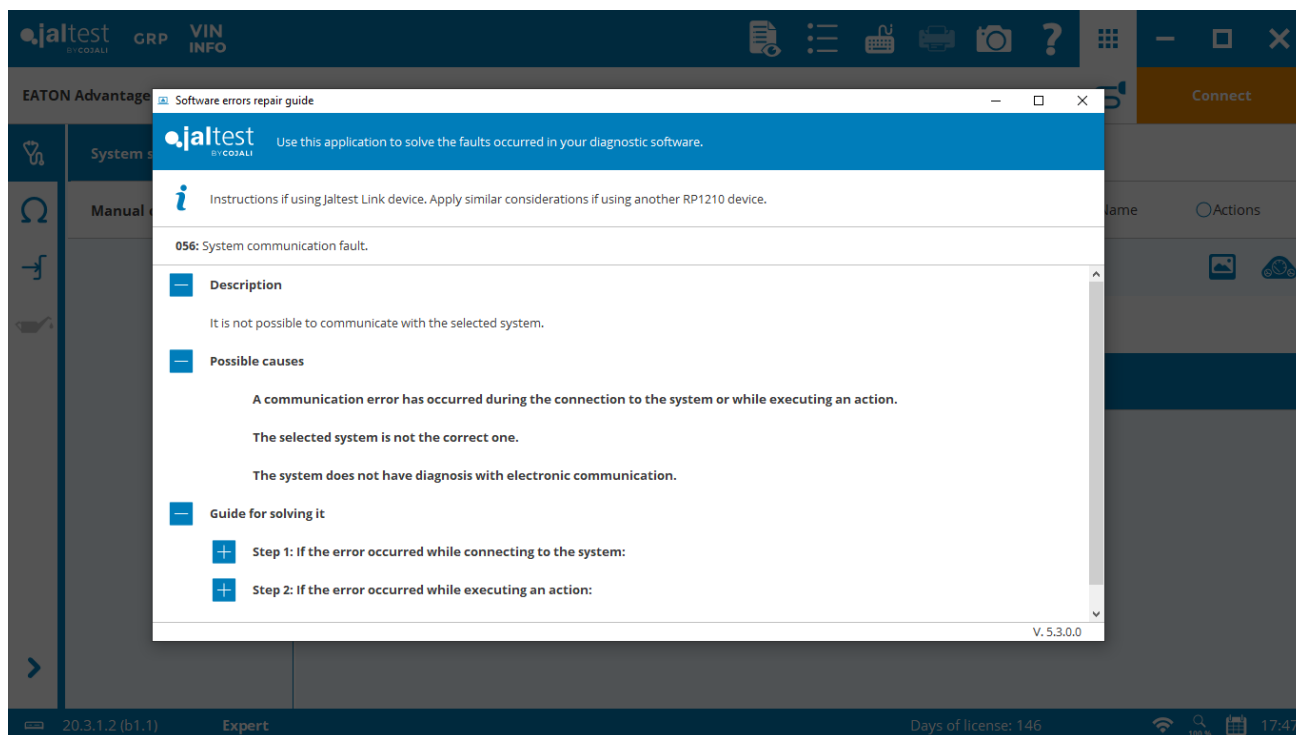 jaltest GRP VIN INFO
BY COJALI
EATON Advantage
Connect
Software errors repair guide
jaltest Use this application to solve the faults occurred in your diagnostic software.
BY COJALI
System s
Instructions if using Jaltest Link device. Apply similar considerations if using another RP1210 device.
Manual
Name
Actions
056: System communication fault.
Description
It is not possible to communicate with the selected system.
Possible causes
A communication error has occurred during the connection to the system or while executing an action.
The selected system is not the correct one.
The system does not have diagnosis with electronic communication.
Guide for solving it
Step 1: If the error occurred while connecting to the system:
Step 2: If the error occurred while executing an action:
V. 5.3.0.0
20.3.1.2 (b1.1) Expert Days of license: 146 100 % 17:47